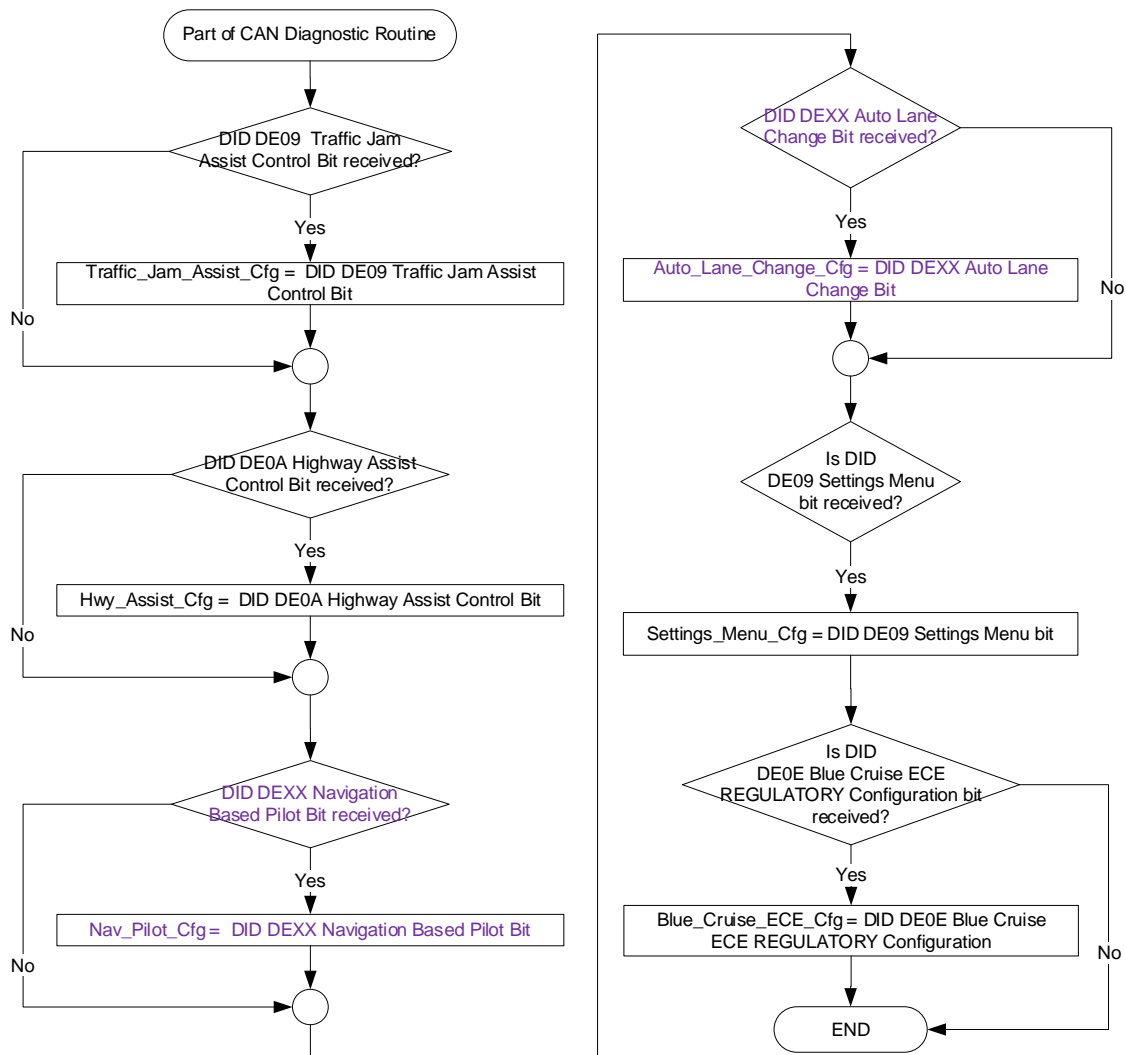 Part of CAN Diagnostic Routine
DID DE09  Traffic Jam
Assist Control Bit received?
Yes
Traffic_Jam_Assist_Cfg =  DID DE09 Traffic Jam Assist
Control Bit
No
DID DE0A Highway Assist
Control Bit received?
Yes
Hwy_Assist_Cfg =  DID DE0A Highway Assist Control Bit
No
DID DEXX Navigation
Based Pilot Bit received?
Yes
Nav_Pilot_Cfg =  DID DEXX Navigation Based Pilot Bit
No
DID DEXX Auto Lane
Change Bit received?
Yes
Auto_Lane_Change_Cfg = DID DEXX Auto Lane
Change Bit
No
Is DID
DE09 Settings Menu
bit received?
Yes
Settings_Menu_Cfg = DID DE09 Settings Menu bit
Is DID
DE0E Blue Cruise ECE
REGULATORY Configuration bit
received?
Yes
Blue_Cruise_ECE_Cfg = DID DE0E Blue Cruise
ECE REGULATORY Configuration
No
END